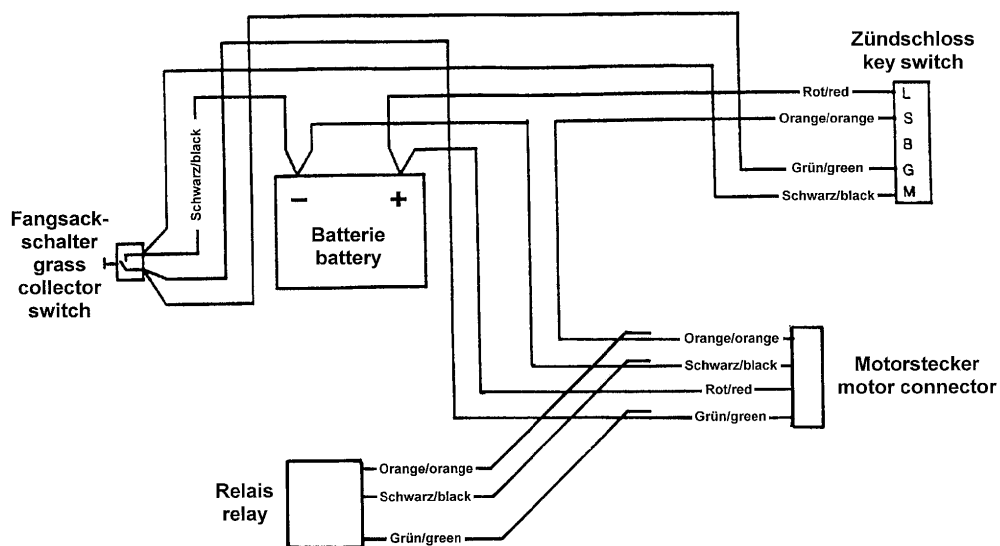 Zündschloss
key switch
Rot/red
L
Orange/orange
S
B
Grün/green
G
Schwarz/black
M
Schwarz/black
−
+
Batterie
battery
Fangsack-
schalter
grass
collector
switch
Orange/orange
Schwarz/black
Rot/red
Grün/green
Motorstecker
motor connector
Relais
relay
Orange/orange
Schwarz/black
Grün/green